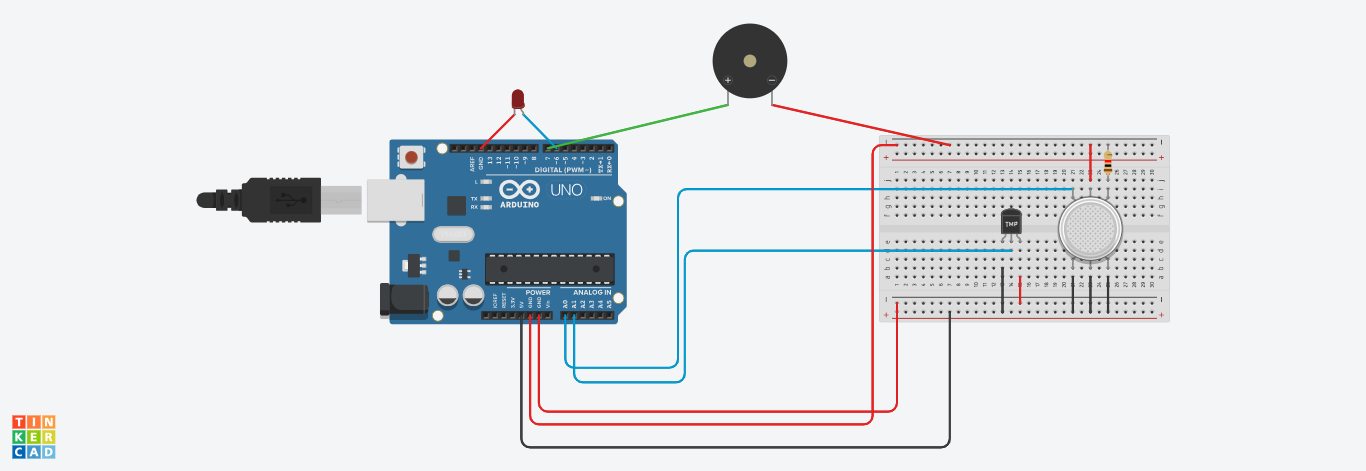 +
−
AREF
GND
13
12
~11
~10
~9
8
7
~6
~5
4
~3
2
TX→1
RX←0
DIGITAL (PWM~)
L
TX
RX
UNO
ARDUINO
ON
TMP
POWER
ANALOG IN
IOREF
RESET
3.3V
5V
GND
GND
Vin
A0
A1
A2
A3
A4
A5
TIN
KER
CAD